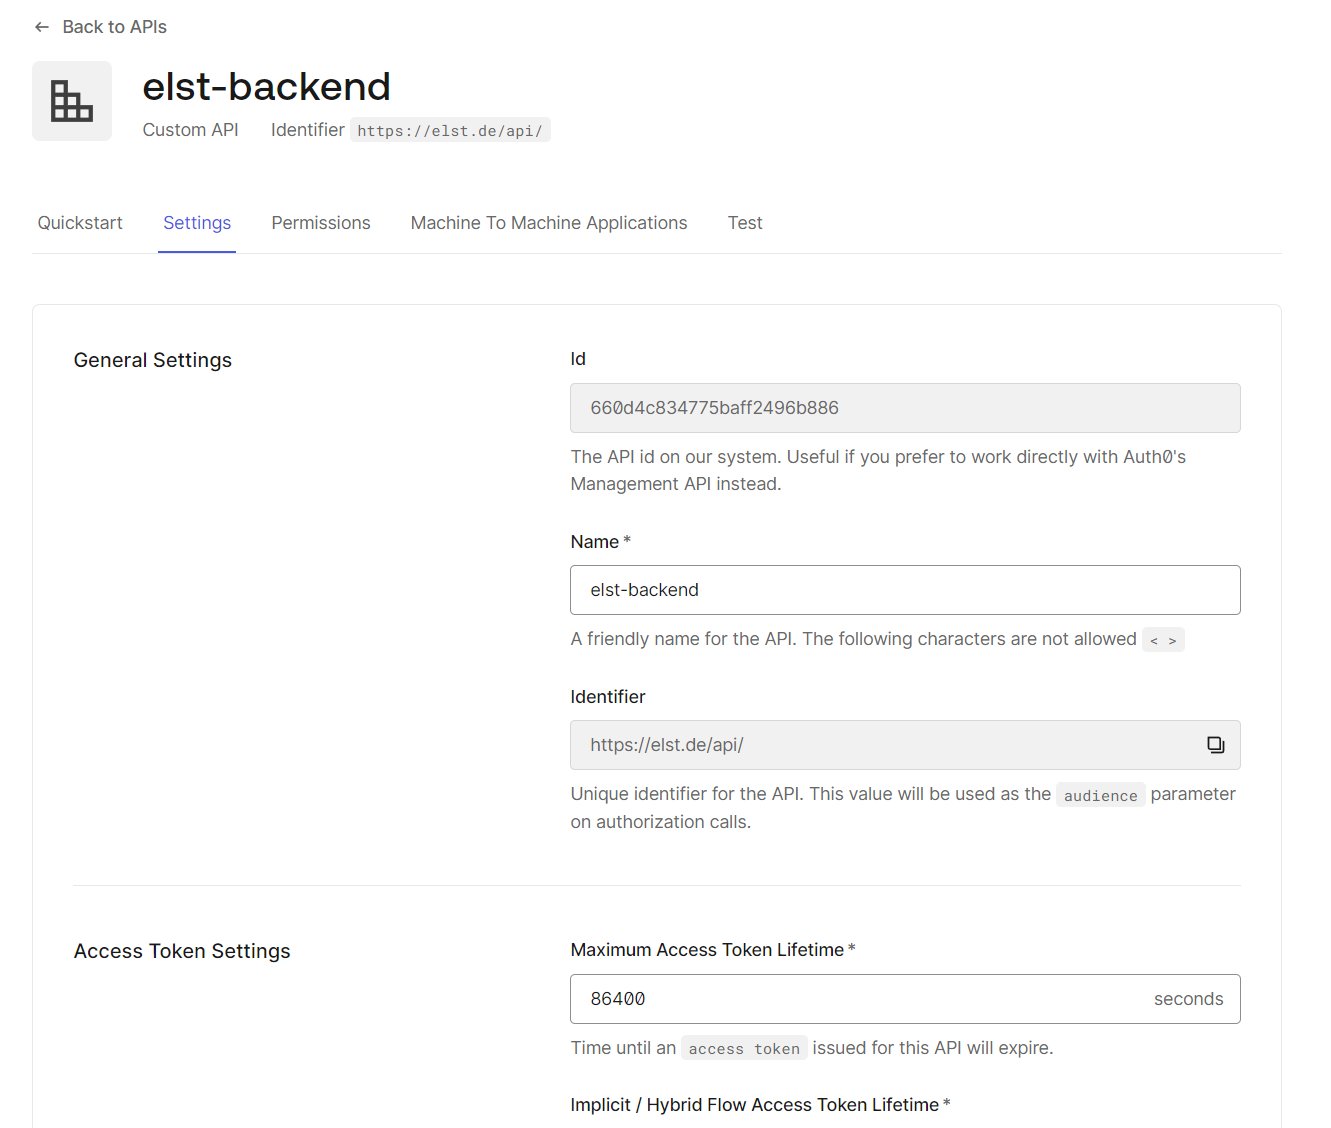 Back to APIs
elst-backend
Custom API Identifier https://elst.de/api/
Quickstart Settings Permissions Machine To Machine Applications Test
General Settings
Id
660d4c834775baff2496b886
The API id on our system. Useful if you prefer to work directly with Auth0's
Management API instead.
Name *
elst-backend
A friendly name for the API. The following characters are not allowed < >
Identifier
https://elst.de/api/
Unique identifier for the API. This value will be used as the audience parameter
on authorization calls.
Access Token Settings
Maximum Access Token Lifetime *
86400 seconds
Time until an access token issued for this API will expire.
Implicit / Hybrid Flow Access Token Lifetime *